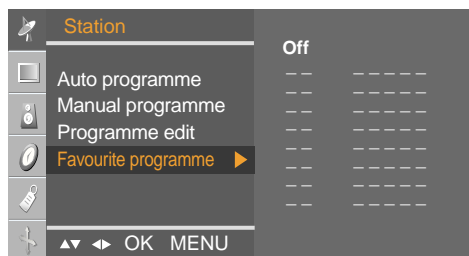 Station
Auto programme
Manual programme
Programme edit
Favourite programme ▶
▲▼ ◀▶ OK MENU
Off
– – – – – – –
– – – – – – –
– – – – – – –
– – – – – – –
– – – – – – –
– – – – – – –
– – – – – – –
– – – – – – –